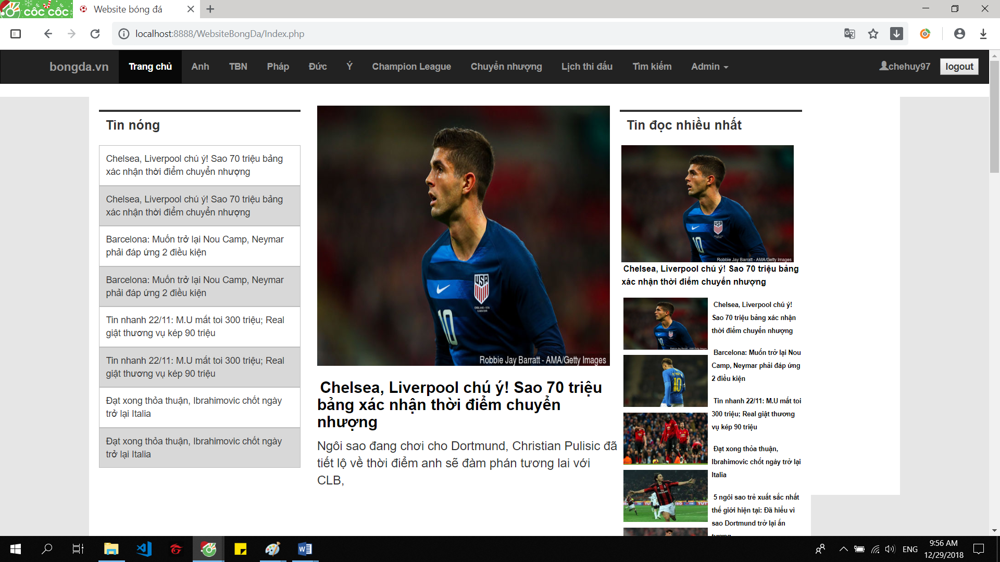 CỐC CỐC
Website bóng đá
localhost:8888/WebsiteBongDa/Index.php
bongda.vn Trang chủ Anh TBN Pháp Đức Ý Champion League Chuyển nhượng Lịch thi đấu Tìm kiếm Admin chehuy97 logout
Tin nóng
Chelsea, Liverpool chú ý! Sao 70 triệu bảng
xác nhận thời điểm chuyển nhượng
Chelsea, Liverpool chú ý! Sao 70 triệu bảng
xác nhận thời điểm chuyển nhượng
Barcelona: Muốn trở lại Nou Camp, Neymar
phải đáp ứng 2 điều kiện
Barcelona: Muốn trở lại Nou Camp, Neymar
phải đáp ứng 2 điều kiện
Tin nhanh 22/11: M.U mất toi 300 triệu; Real
giật thương vụ kép 90 triệu
Tin nhanh 22/11: M.U mất toi 300 triệu; Real
giật thương vụ kép 90 triệu
Đạt xong thỏa thuận, Ibrahimovic chốt ngày
trở lại Italia
Đạt xong thỏa thuận, Ibrahimovic chốt ngày
trở lại Italia
USA
10
Robbie Jay Barratt - AMA/Getty Images
Chelsea, Liverpool chú ý! Sao 70 triệu
bảng xác nhận thời điểm chuyển
nhượng
Ngôi sao đang chơi cho Dortmund, Christian Pulisic đã
tiết lộ về thời điểm anh sẽ đàm phán tương lai với
CLB,
Tin đọc nhiều nhất
USA
10
Robbie Jay Barratt - AMA/Getty Images
Chelsea, Liverpool chú ý! Sao 70 triệu bảng
xác nhận thời điểm chuyển nhượng
10
Chelsea, Liverpool chú ý!
Sao 70 triệu bảng xác nhận
thời điểm chuyển nhượng
10
Barcelona: Muốn trở lại Nou
Camp, Neymar phải đáp ứng
2 điều kiện
Tin nhanh 22/11: M.U mất toi
300 triệu; Real giật thương
vụ kép 90 triệu
Đạt xong thỏa thuận,
Ibrahimovic chốt ngày trở lại
Italia
5 ngôi sao trẻ xuất sắc nhất
thế giới hiện tại: Đã hiểu vì
sao Dortmund trở lại ấn
tượng
ENG
9:56 AM
12/29/2018